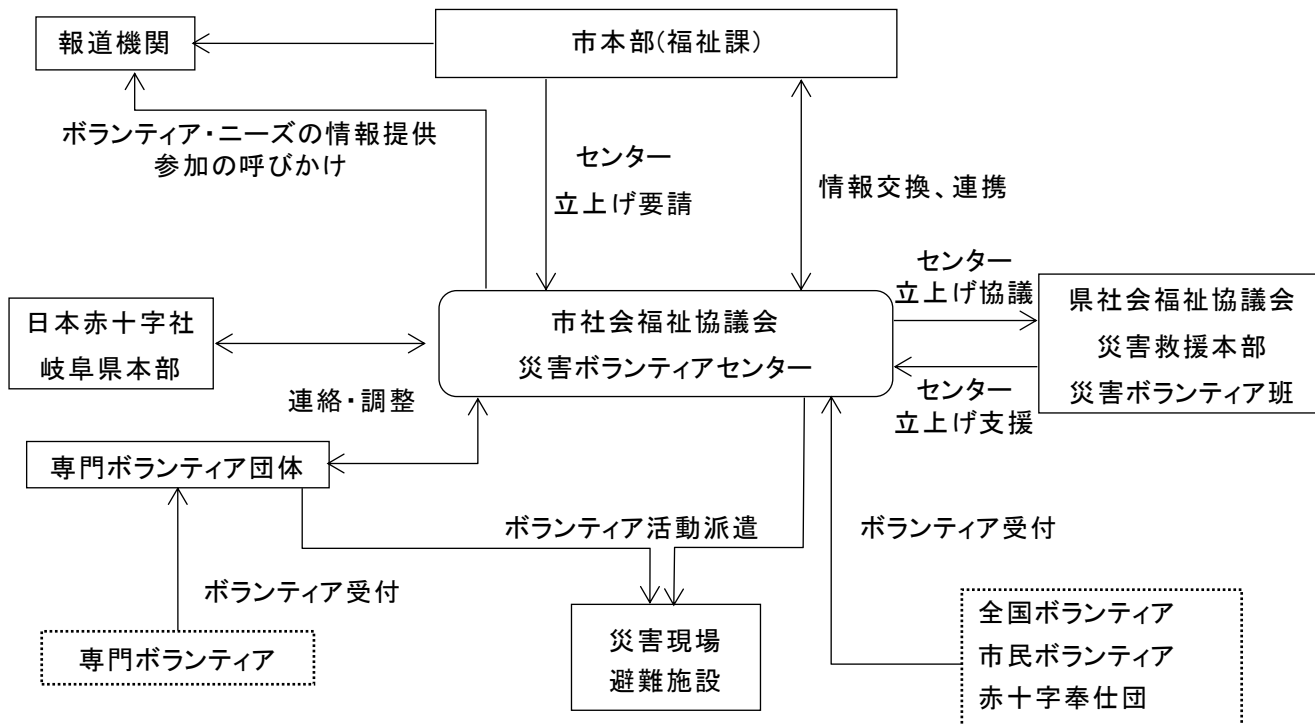 報道機関
市本部(福祉課)
ボランティア・ニーズの情報提供
参加の呼びかけ
センター
立上げ要請
情報交換、連携
センター
立上げ協議
日本赤十字社
岐阜県本部
市社会福祉協議会
災害ボランティアセンター
県社会福祉協議会
災害救援本部
災害ボランティア班
連絡・調整
センター
立上げ支援
専門ボランティア団体
ボランティア活動派遣
ボランティア受付
ボランティア受付
専門ボランティア
災害現場
避難施設
全国ボランティア
市民ボランティア
赤十字奉仕団